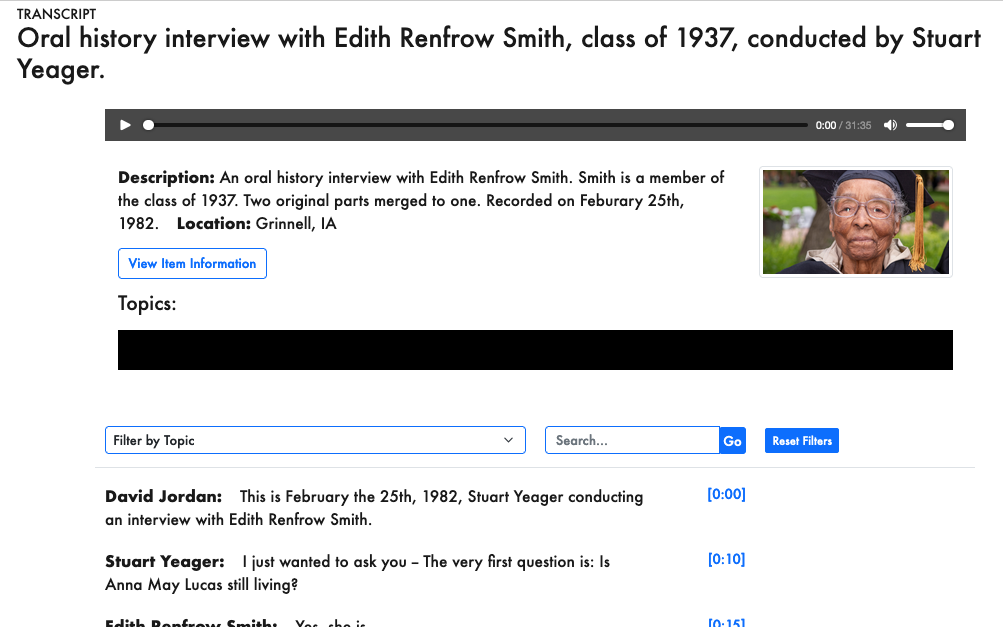 TRANSCRIPT
Oral history interview with Edith Renfrow Smith, class of 1937, conducted by Stuart
Yeager.
0:00 / 31:35
Description: An oral history interview with Edith Renfrow Smith. Smith is a member of
the class of 1937. Two original parts merged to one. Recorded on Feburary 25th,
1982. Location: Grinnell, IA
View Item Information
Topics:
Filter by Topic
Search...
Go
Reset Filters
David Jordan: This is February the 25th, 1982, Stuart Yeager conducting [0:00]
an interview with Edith Renfrow Smith.
Stuart Yeager: I just wanted to ask you – The very first question is: Is [0:10]
Anna May Lucas still living?
Edith Renfrow Smith: Yes, she is. [0:15]